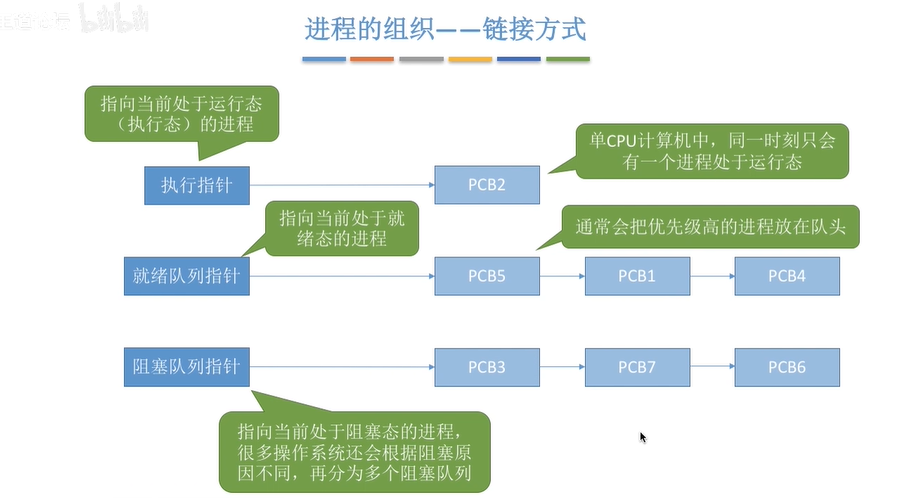 bilibili
进程的组织——链接方式
指向当前处于运行态
（执行态）的进程
单CPU计算机中，同一时刻只会
有一个进程处于运行态
执行指针
PCB2
指向当前处于就
绪态的进程
通常会把优先级高的进程放在队头
就绪队列指针
PCB5
PCB1
PCB4
阻塞队列指针
PCB3
PCB7
PCB6
指向当前处于阻塞态的进程，
很多操作系统还会根据阻塞原
因不同，再分为多个阻塞队列